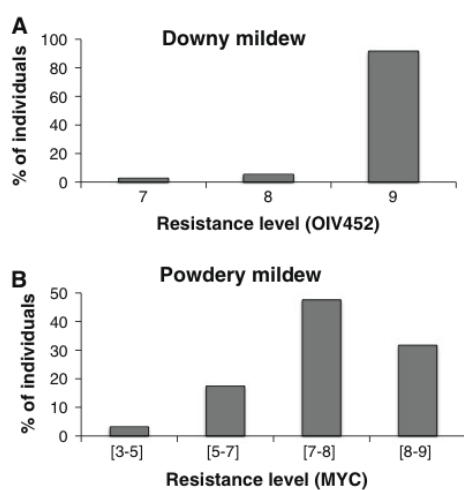 A
Downy mildew
% of individuals
100
80
60
40
20
0
7 8 9
Resistance level (OIV452)
B
Powdery mildew
% of individuals
50
40
30
20
10
0
[3-5] [5-7] [7-8] [8-9]
Resistance level (MYC)